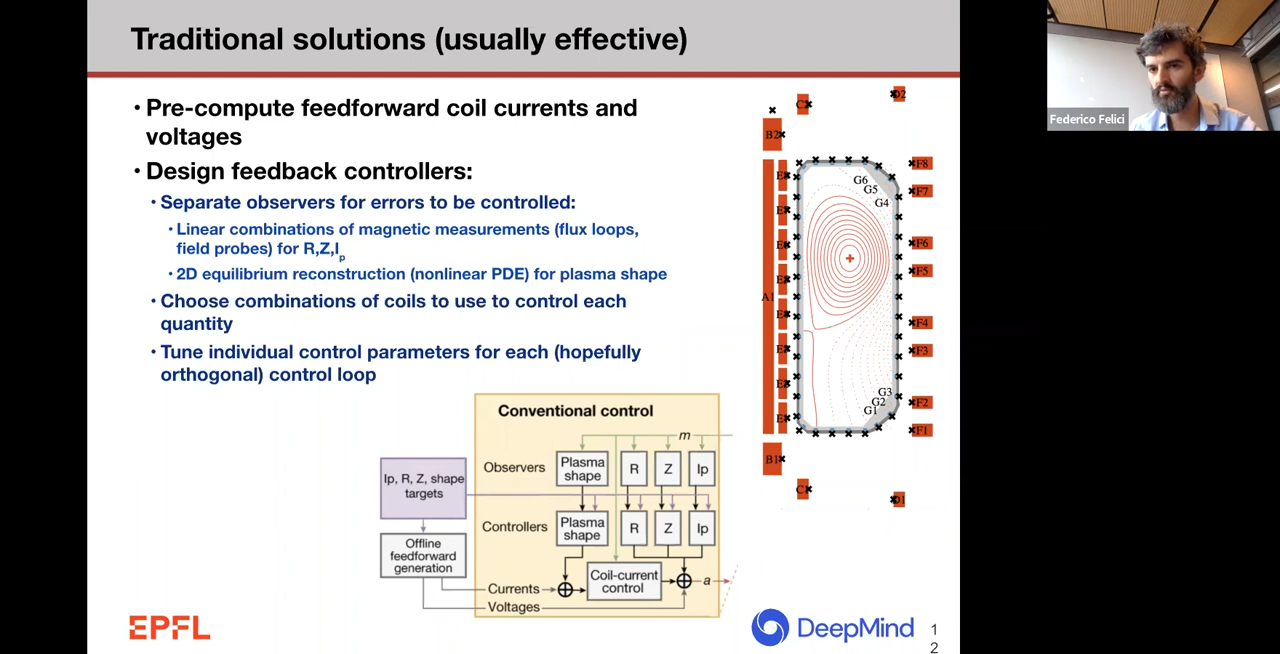 Traditional solutions (usually effective)
• Pre-compute feedforward coil currents and
voltages
• Design feedback controllers:
• Separate observers for errors to be controlled:
• Linear combinations of magnetic measurements (flux loops,
field probes) for R,Z,Ip
• 2D equilibrium reconstruction (nonlinear PDE) for plasma shape
• Choose combinations of coils to use to control each
quantity
• Tune individual control parameters for each (hopefully
orthogonal) control loop
Conventional control
m
Observers
Plasma
shape
R
Z
Ip
Ip, R, Z, shape
targets
Controllers
Plasma
shape
R
Z
Ip
Offline
feedforward
generation
Coil-current
control
a
Currents
Voltages
B2
F8
F7
G6
G5
G4
F6
F5
A1
F4
F3
G3
G2
G1
F2
F1
B1
EPFL
DeepMind
1
2
Federico Felici